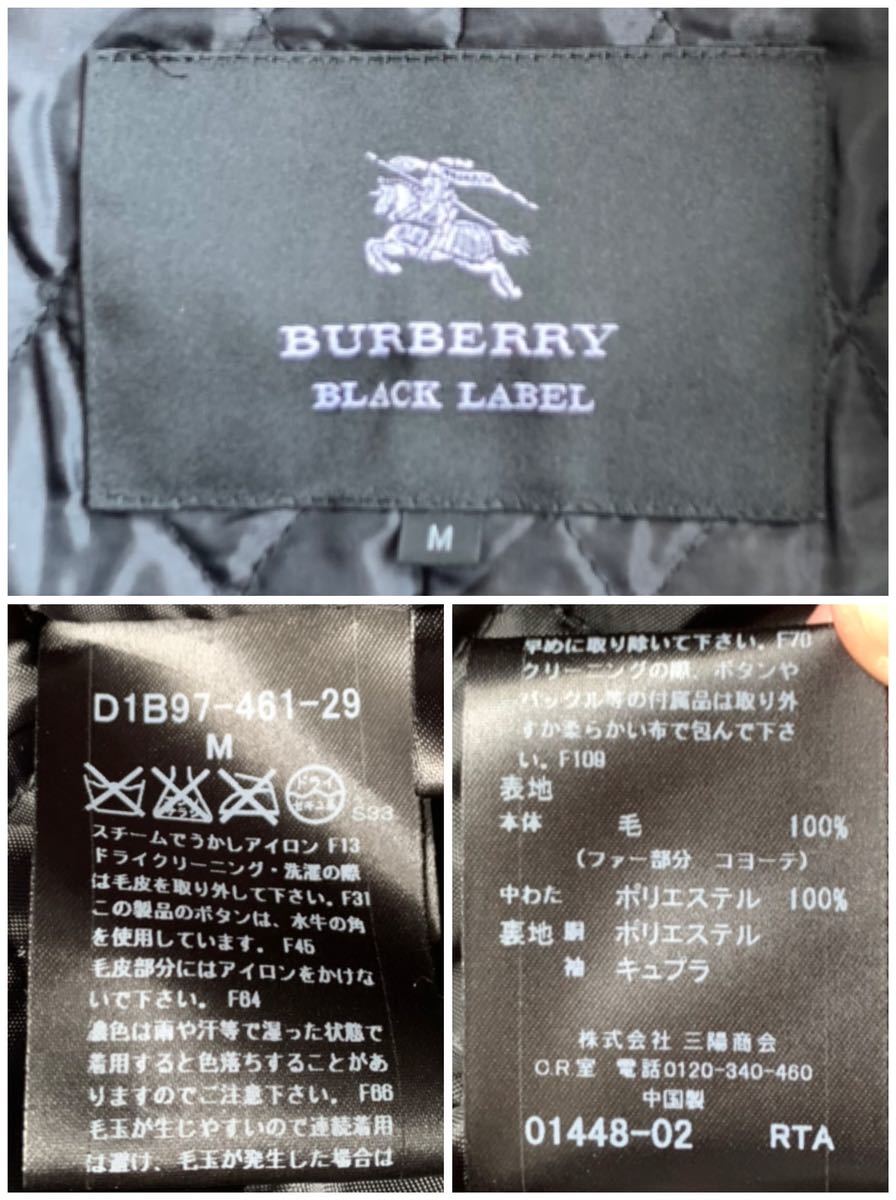 BURBERRY
BLACK LABEL
M
D1B97-461-29
M
ドライ
セキユ系
S33
スチームでうかしアイロン F13
ドライクリーニング・洗濯の際
は毛皮を取り外して下さい。F31
この製品のボタンは、水牛の角
を使用しています。 F45
毛皮部分にはアイロンをかけな
いで下さい。 F64
濃色は雨や汗等で湿った状態で
着用すると色落ちすることがあ
りますのでご注意下さい。 F66
毛玉が生じやすいので連続着用
は避け、毛玉が発生した場合は
早めに取り除いて下さい。F70
クリーニングの際、ボタンや
バックル等の付属品は取り外
すか柔らかい布で包んで下さ
い。F109
表地
本体 毛 100%
(ファー部分 コヨーテ)
中わた ポリエステル 100%
裏地 胴 ポリエステル
袖 キュプラ
株式会社 三陽商会
C.R室 電話0120-340-460
中国製
01448-02 RTA